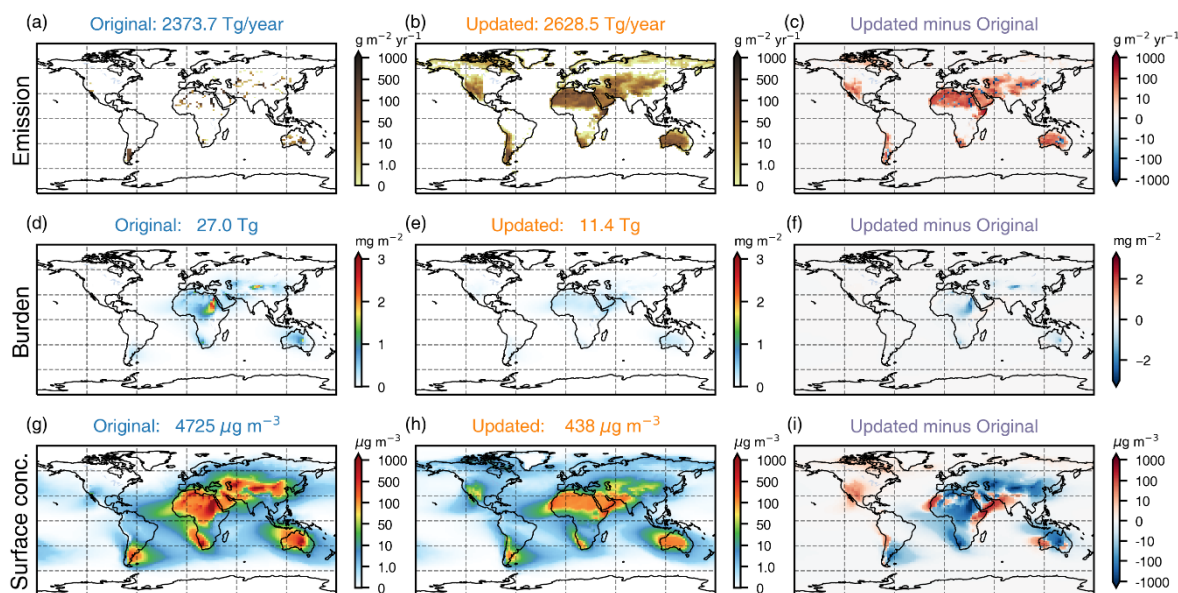 (a) Original: 2373.7 Tg/year
g m⁻² yr⁻¹
1000
500
100
50
10
1.0
0
(b) Updated: 2628.5 Tg/year
g m⁻² yr⁻¹
1000
500
100
50
10
1.0
0
(c) Updated minus Original
g m⁻² yr⁻¹
1000
100
10
0
-10
-100
-1000
Emission
(d) Original: 27.0 Tg
mg m⁻²
3
2
1
0
(e) Updated: 11.4 Tg
mg m⁻²
3
2
1
0
(f) Updated minus Original
mg m⁻²
2
0
−2
Burden
(g) Original: 4725 μg m⁻³
μg m⁻³
1000
500
100
50
10
1.0
0
(h) Updated: 438 μg m⁻³
μg m⁻³
1000
500
100
50
10
1.0
0
(i) Updated minus Original
μg m⁻³
1000
100
10
0
-10
-100
-1000
Surface conc.